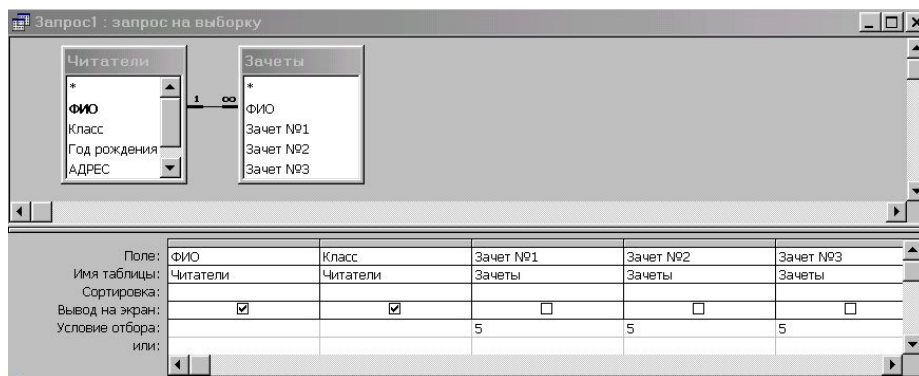 Запрос1 : запрос на выборку
Читатели
*
ФИО
Класс
Год рождения
АДРЕС
1 ∞
Зачеты
*
ФИО
Зачет №1
Зачет №2
Зачет №3
Поле: ФИО Класс Зачет №1 Зачет №2 Зачет №3
Имя таблицы: Читатели Читатели Зачеты Зачеты Зачеты
Сортировка:
Вывод на экран:
Условие отбора: 5 5 5
или: